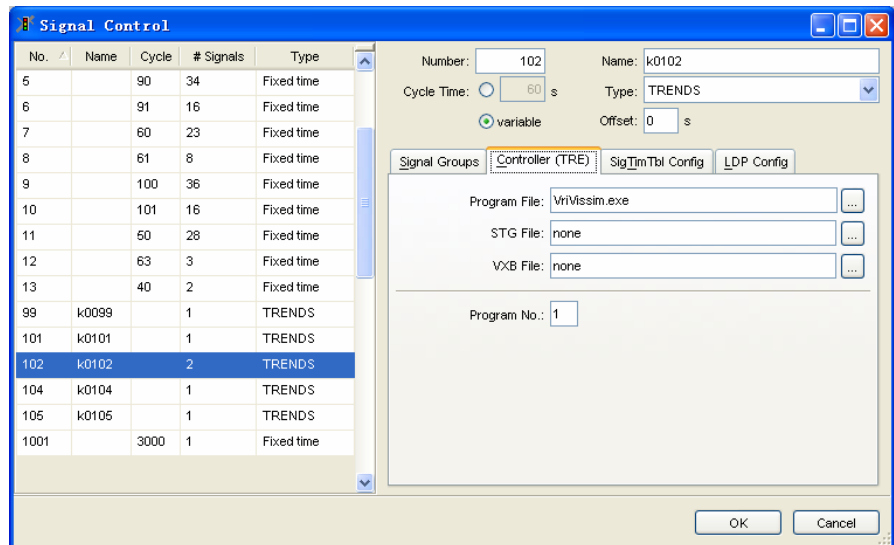 Signal Control
No. Name Cycle # Signals Type
5 90 34 Fixed time
6 91 16 Fixed time
7 60 23 Fixed time
8 61 8 Fixed time
9 100 36 Fixed time
10 101 16 Fixed time
11 50 28 Fixed time
12 63 3 Fixed time
13 40 2 Fixed time
99 k0099 1 TRENDS
101 k0101 1 TRENDS
102 k0102 2 TRENDS
104 k0104 1 TRENDS
105 k0105 1 TRENDS
1001 3000 1 Fixed time
Number: 102 Name: k0102
Cycle Time: 60 s Type: TRENDS
variable Offset: 0 s
Signal Groups Controller (TRE) SigTimTbl Config LDP Config
Program File: VriVissim.exe ...
STG File: none ...
VXB File: none ...
Program No.: 1
OK Cancel